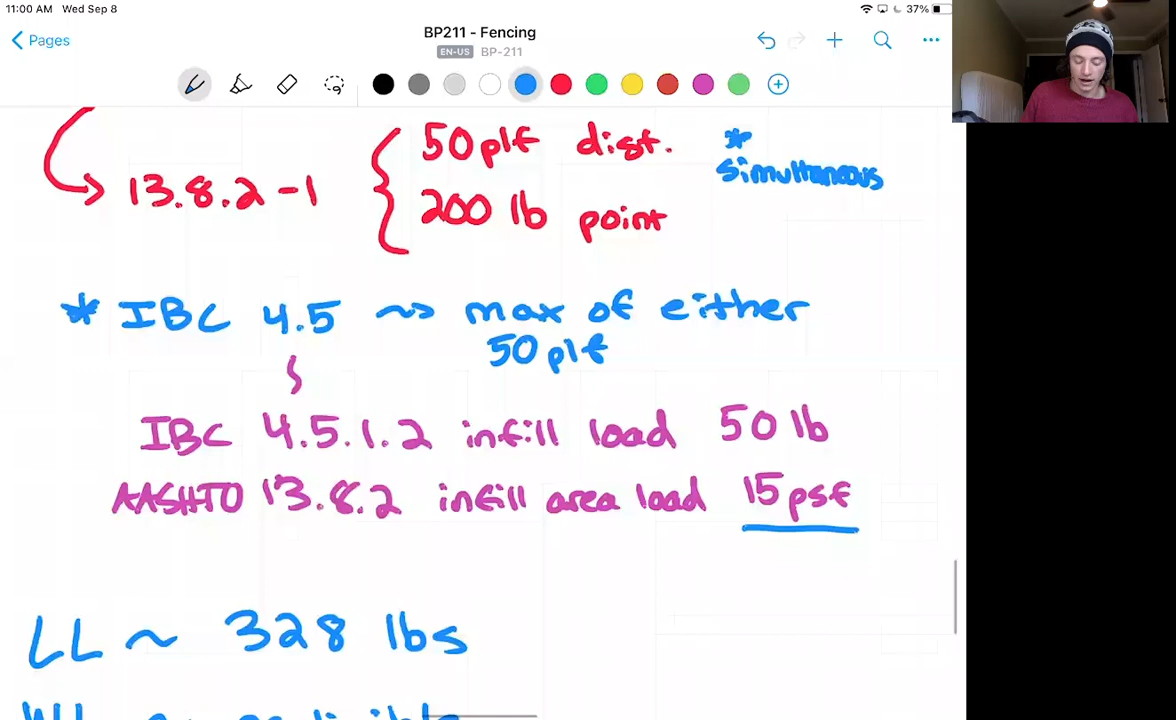 11:00 AM Wed Sep 8
37%
Pages
BP211 - Fencing
EN-US BP-211
50 plf dist.
* simultaneous
13.8.2-1
200 lb point
* IBC 4.5 ~> max of either
50 plf
IBC 4.5.1.2 infill load 50 lb
AASHTO 13.8.2 infill area load 15 psf
LL ~ 328 lbs